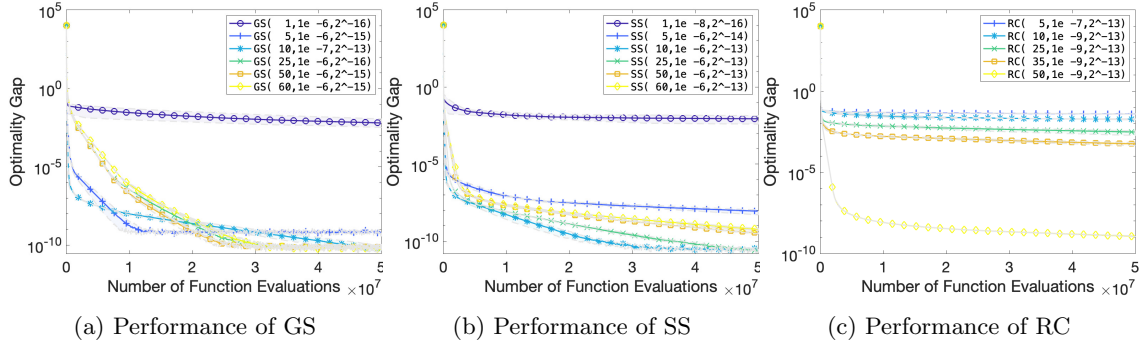 Optimality Gap
10^0
10^-5
10^-10
GS( 1,1e -6,2^-16)
GS( 5,1e -6,2^-15)
GS( 10,1e -7,2^-13)
GS( 25,1e -6,2^-16)
GS( 50,1e -6,2^-15)
GS( 60,1e -6,2^-15)
0 1 2 3 4 5
Number of Function Evaluations ×10^7
(a) Performance of GS
Optimality Gap
10^0
10^-5
10^-10
SS( 1,1e -8,2^-16)
SS( 5,1e -6,2^-14)
SS( 10,1e -6,2^-13)
SS( 25,1e -6,2^-13)
SS( 50,1e -6,2^-13)
SS( 60,1e -6,2^-13)
0 1 2 3 4 5
Number of Function Evaluations ×10^7
(b) Performance of SS
Optimality Gap
10^5
10^0
10^-5
10^-10
RC( 5,1e -7,2^-13)
RC( 10,1e -9,2^-13)
RC( 25,1e -9,2^-13)
RC( 35,1e -9,2^-13)
RC( 50,1e -9,2^-13)
0 1 2 3 4 5
Number of Function Evaluations ×10^7
(c) Performance of RC